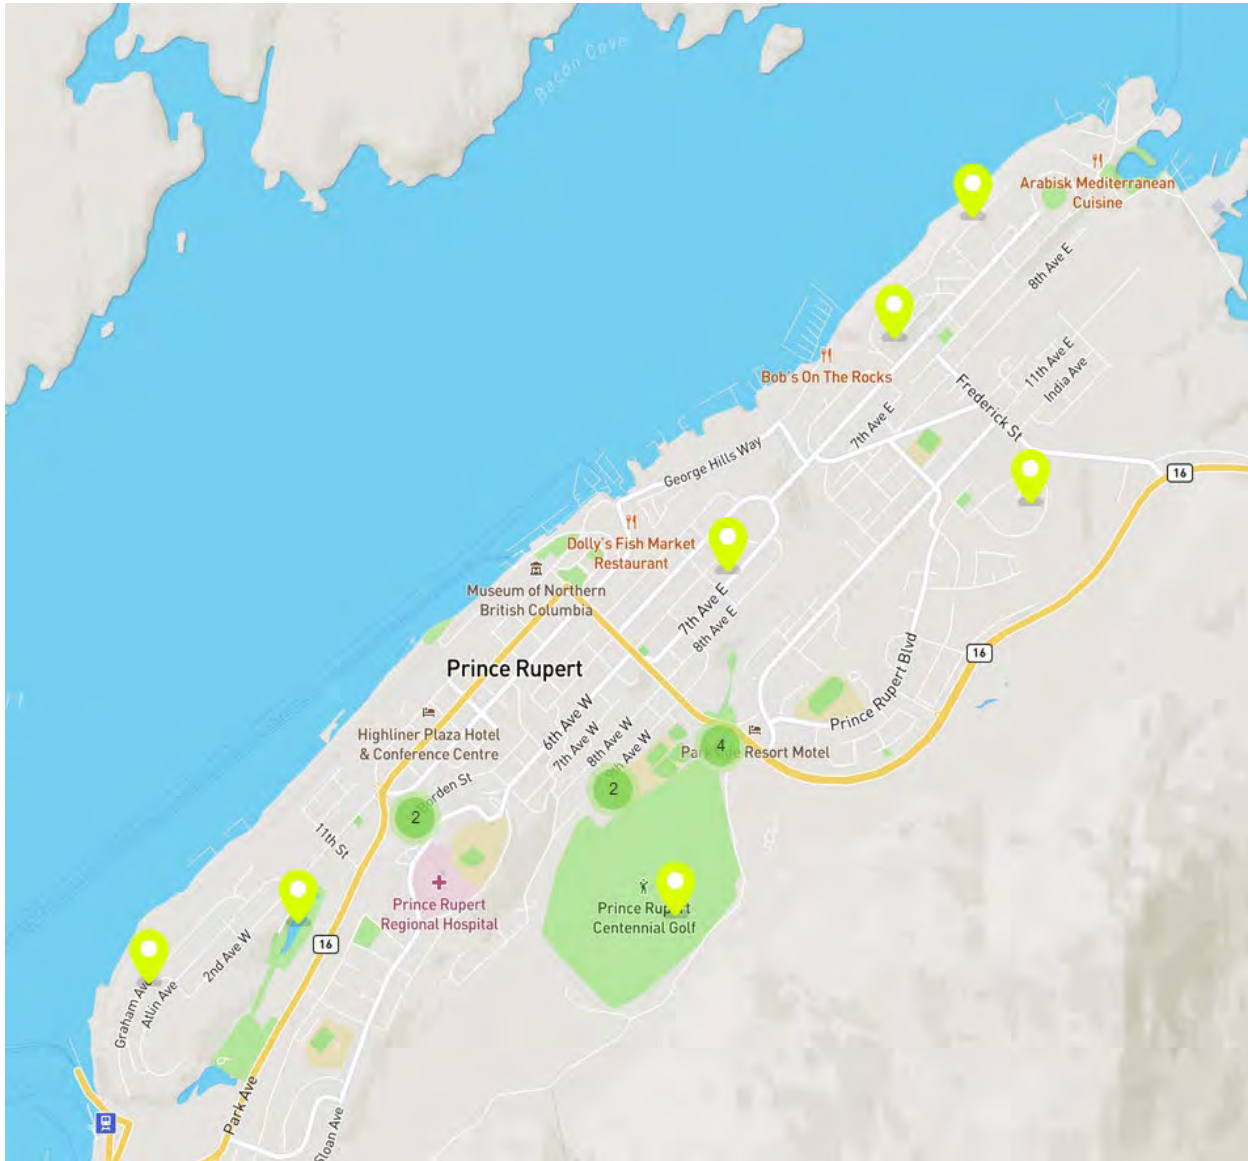 Bacon Cove
Arabisk Mediterranean
Cuisine
8th Ave E
Bob's On The Rocks
11th Ave E
India Ave
Frederick St
7th Ave E
George Hills Way
16
Dolly's Fish Market
Restaurant
Museum of Northern
British Columbia
7th Ave E
8th Ave E
16
Prince Rupert
Prince Rupert Blvd
6th Ave W
7th Ave W
8th Ave W
Ave W
Highliner Plaza Hotel
& Conference Centre
4
Resort Motel
2
Borden St
2
11th St
Prince Rupert
Regional Hospital
Prince Rupert
Centennial Golf
16
2nd Ave W
Graham Ave
Atlin Ave
Park Ave
Sloan Ave